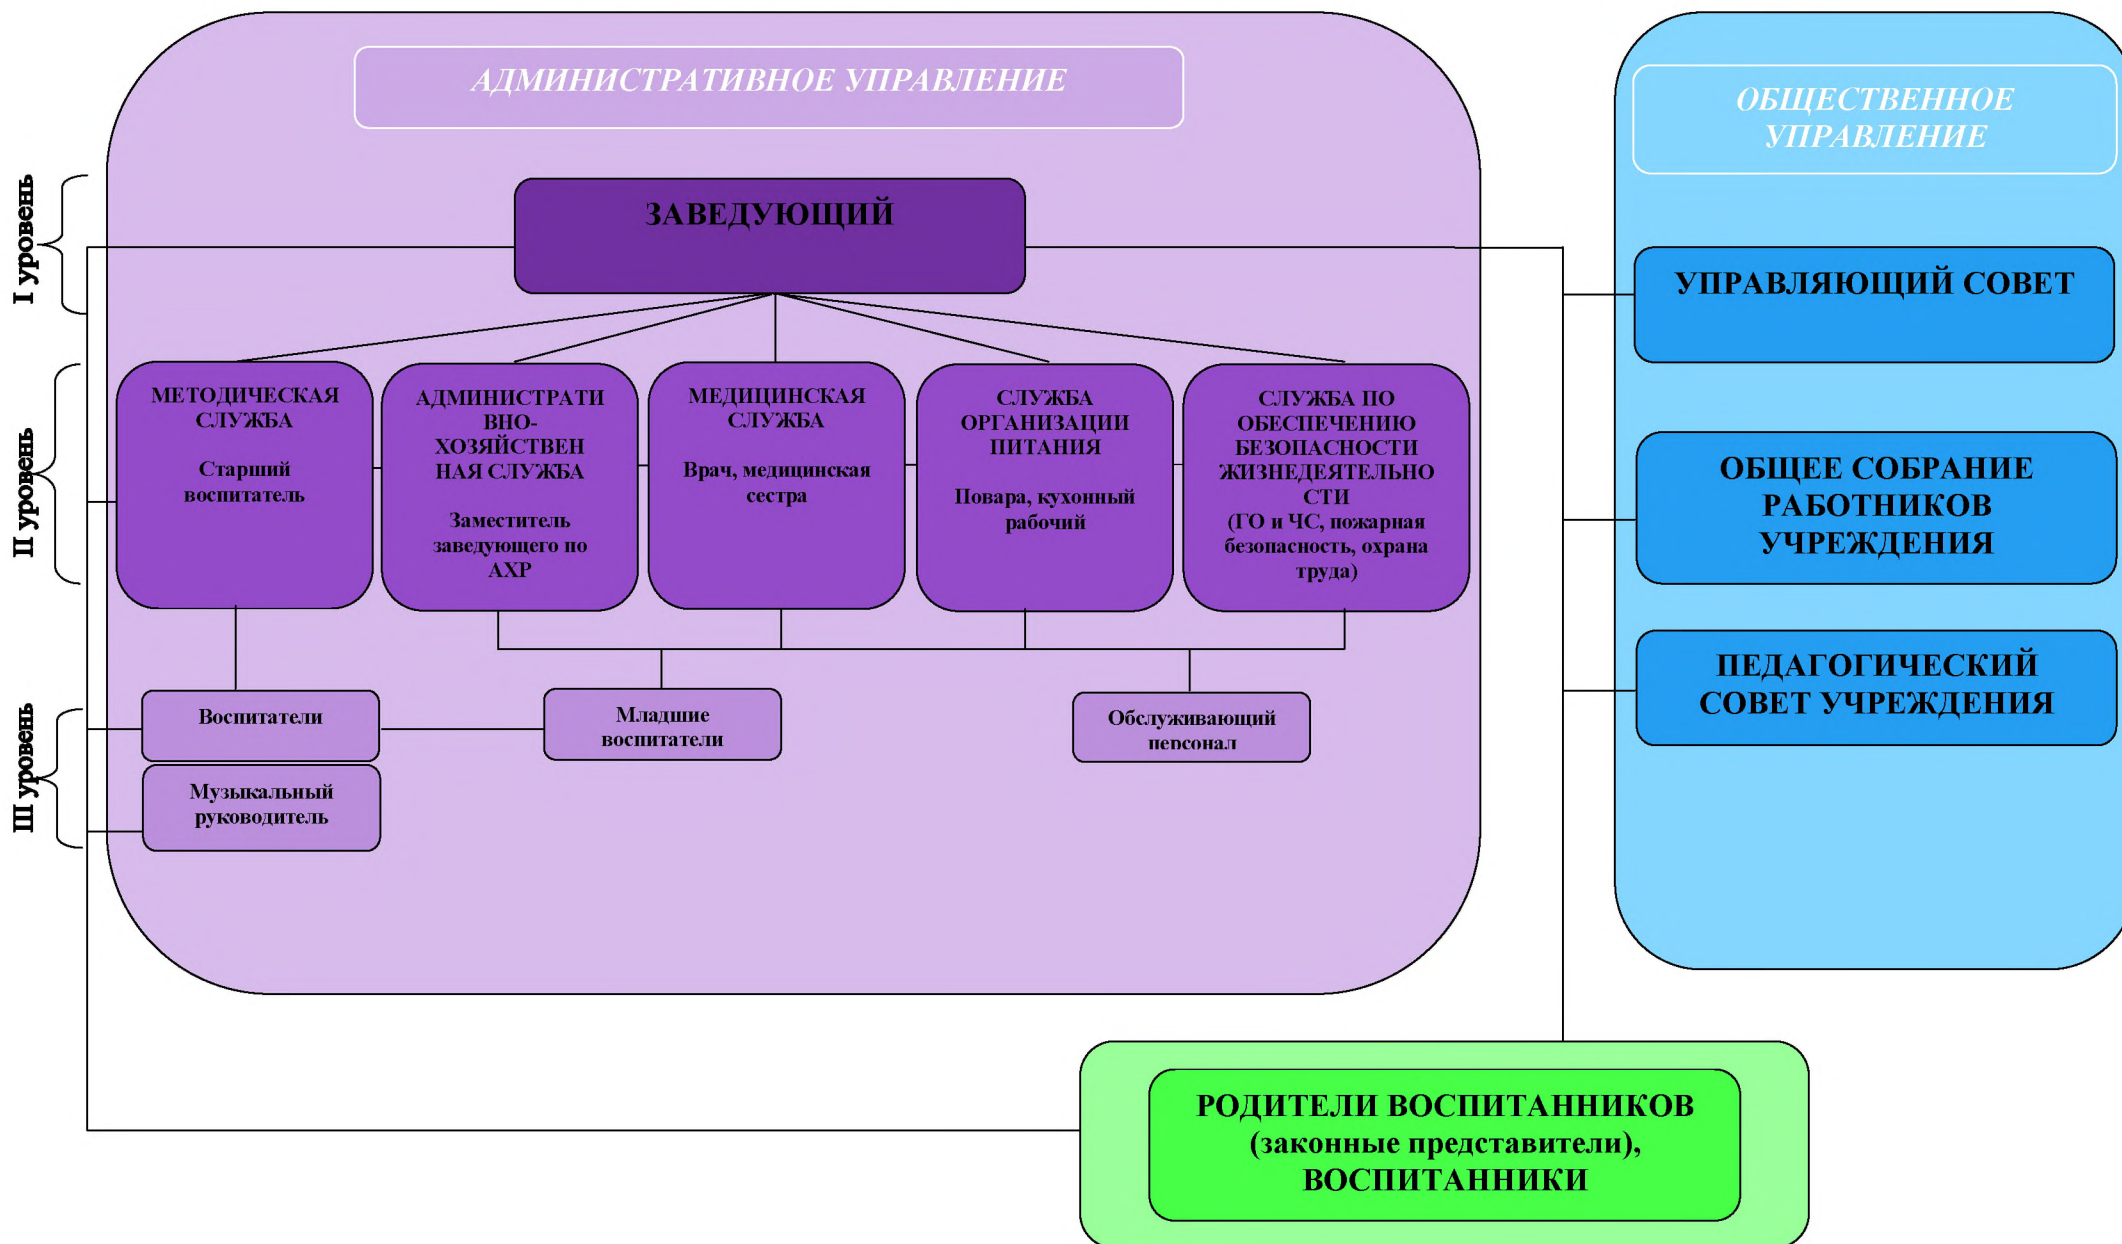 АДМИНИСТРАТИВНОЕ УПРАВЛЕНИЕ
ОБЩЕСТВЕННОЕ
УПРАВЛЕНИЕ
I уровень
ЗАВЕДУЮЩИЙ
УПРАВЛЯЮЩИЙ СОВЕТ
II уровень
МЕТОДИЧЕСКАЯ
СЛУЖБА
Старший
воспитатель
АДМИНИСТРАТИ
ВНО-
ХОЗЯЙСТВЕН
НАЯ СЛУЖБА
Заместитель
заведующего по
АХР
МЕДИЦИНСКАЯ
СЛУЖБА
Врач, медицинская
сестра
СЛУЖБА
ОРГАНИЗАЦИИ
ПИТАНИЯ
Повара, кухонный
рабочий
СЛУЖБА ПО
ОБЕСПЕЧЕНИЮ
БЕЗОПАСНОСТИ
ЖИЗНЕДЕЯТЕЛЬНО
СТИ
(ГО и ЧС, пожарная
безопасность, охрана
труда)
ОБЩЕЕ СОБРАНИЕ
РАБОТНИКОВ
УЧРЕЖДЕНИЯ
ПЕДАГОГИЧЕСКИЙ
СОВЕТ УЧРЕЖДЕНИЯ
III уровень
Воспитатели
Младшие
воспитатели
Обслуживающий
персонал
Музыкальный
руководитель
РОДИТЕЛИ ВОСПИТАННИКОВ
(законные представители),
ВОСПИТАННИКИ